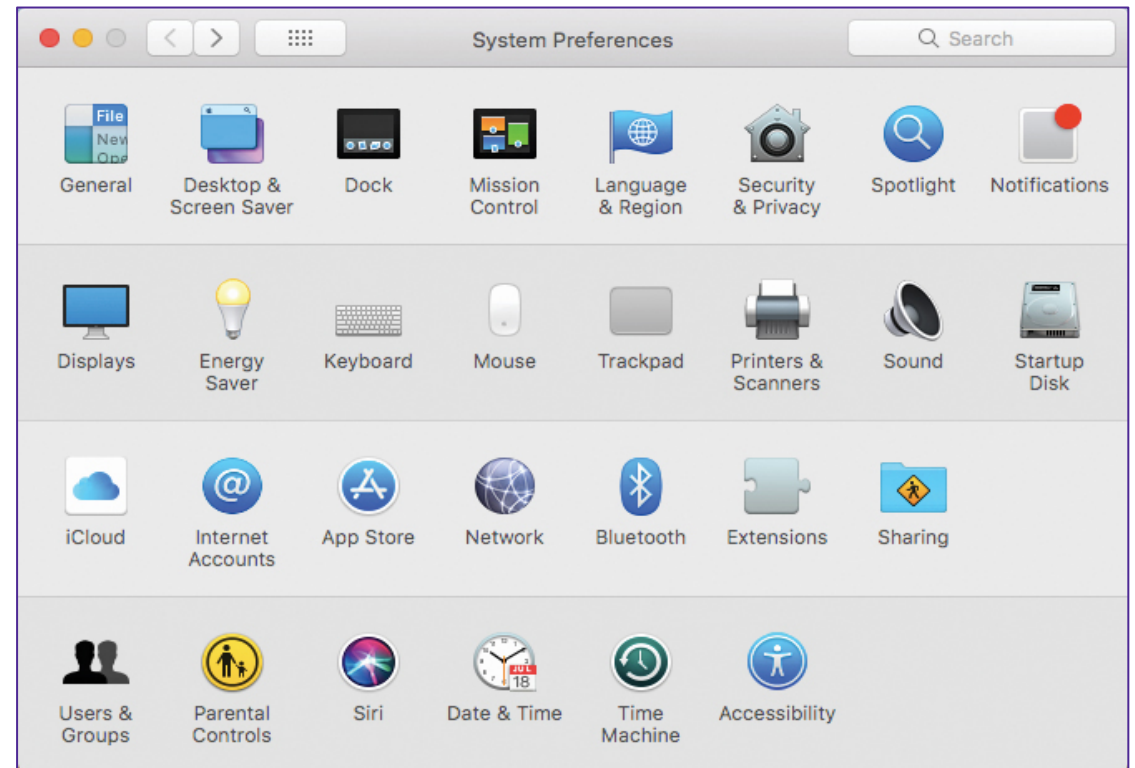 System Preferences
Search
File
New
Ope
General
Desktop &
Screen Saver
Dock
Mission
Control
Language
& Region
Security
& Privacy
Spotlight
Notifications
Displays
Energy
Saver
Keyboard
Mouse
Trackpad
Printers &
Scanners
Sound
Startup
Disk
iCloud
@
Internet
Accounts
App Store
Network
Bluetooth
Extensions
Sharing
JUL
18
Users &
Groups
Parental
Controls
Siri
Date & Time
Time
Machine
Accessibility